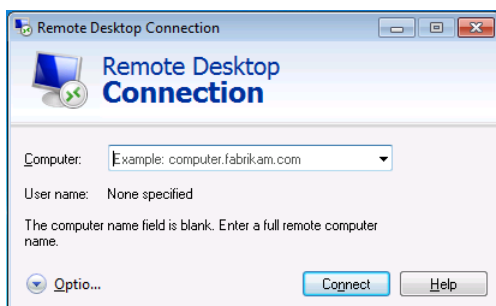 Remote Desktop Connection
Remote Desktop
Connection
Computer: Example: computer.fabrikam.com
User name: None specified
The computer name field is blank. Enter a full remote computer
name.
Optio... Connect Help